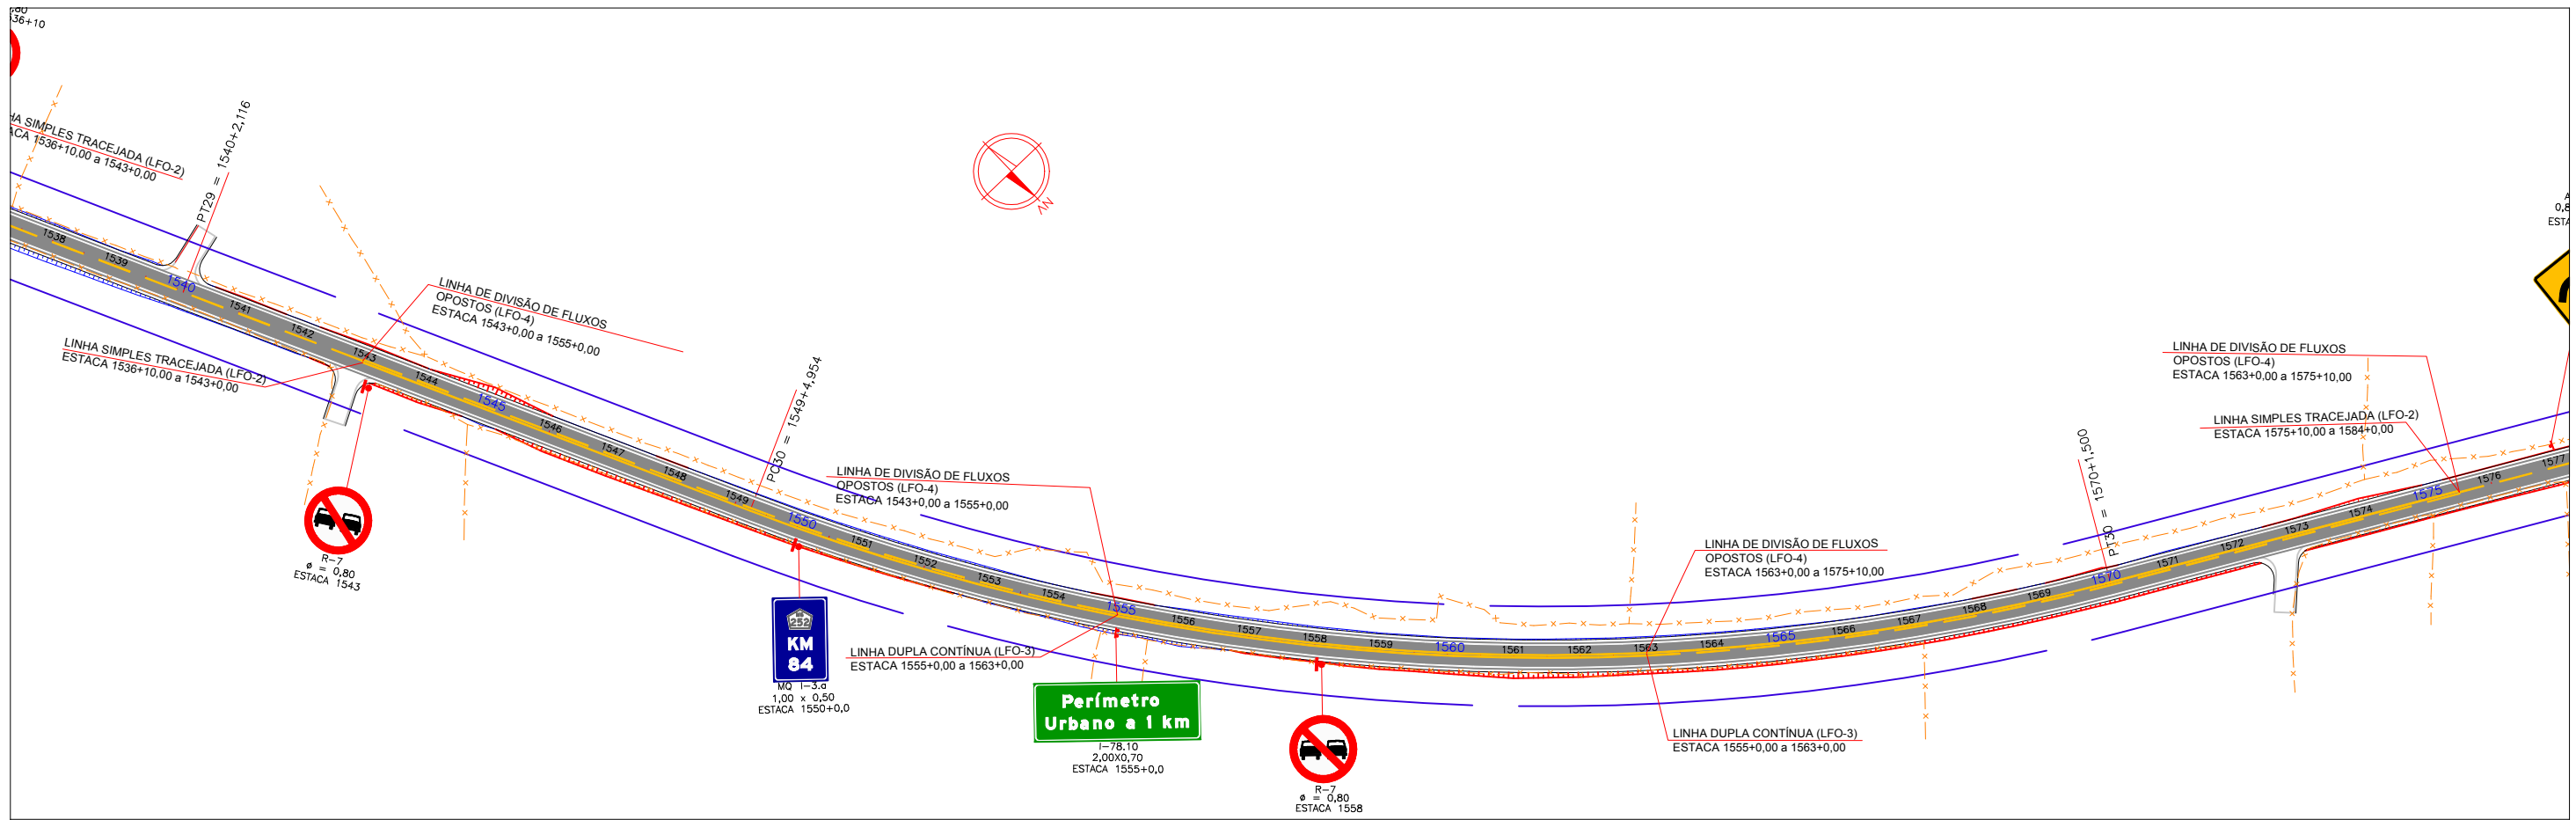 ,80
36+10
HA SIMPLES TRACEJADA (LFO-2)
ACA 1536+10,00 a 1543+0,00
PT29 = 1540+2,116
NV
LINHA DE DIVISÃO DE FLUXOS
OPOSTOS (LFO-4)
ESTACA 1543+0,00 a 1555+0,00
LINHA SIMPLES TRACEJADA (LFO-2)
ESTACA 1536+10,00 a 1543+0,00
R-7
ø = 0,80
ESTACA 1543
PC30 = 1549+4,954
LINHA DE DIVISÃO DE FLUXOS
OPOSTOS (LFO-4)
ESTACA 1543+0,00 a 1555+0,00
252
KM
84
MQ I-3.a
1,00 x 0,50
ESTACA 1550+0,0
LINHA DUPLA CONTÍNUA (LFO-3)
ESTACA 1555+0,00 a 1563+0,00
Perímetro
Urbano a 1 km
I-78.10
2,00X0,70
ESTACA 1555+0,0
R-7
ø = 0,80
ESTACA 1558
LINHA DE DIVISÃO DE FLUXOS
OPOSTOS (LFO-4)
ESTACA 1563+0,00 a 1575+10,00
LINHA DUPLA CONTÍNUA (LFO-3)
ESTACA 1555+0,00 a 1563+0,00
PT30 = 1570+1,500
LINHA DE DIVISÃO DE FLUXOS
OPOSTOS (LFO-4)
ESTACA 1563+0,00 a 1575+10,00
LINHA SIMPLES TRACEJADA (LFO-2)
ESTACA 1575+10,00 a 1584+0,00
A
0,8
ESTA
1538
1539
1540
1541
1542
1543
1544
1545
1546
1547
1548
1549
1550
1551
1552
1553
1554
1555
1556
1557
1558
1559
1560
1561
1562
1563
1564
1565
1566
1567
1568
1569
1570
1571
1572
1573
1574
1575
1576
1577